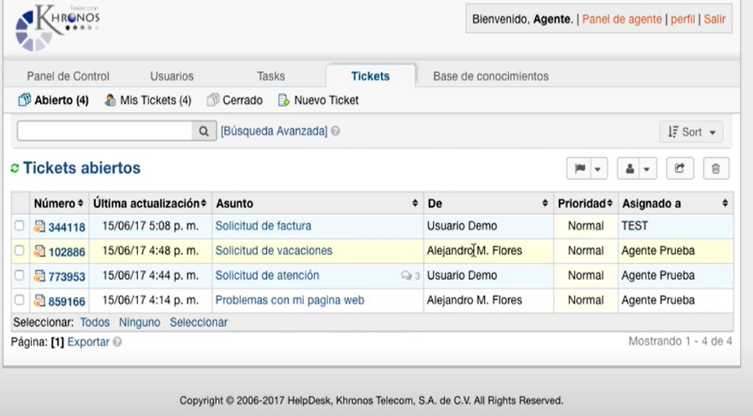 Telecom
KHRONOS
Bienvenido, Agente. | Panel de agente | perfil | Salir
Panel de Control Usuarios Tasks Tickets Base de conocimientos
Abierto (4) Mis Tickets (4) Cerrado Nuevo Ticket
[Búsqueda Avanzada]
Sort
Tickets abiertos
Número Última actualización Asunto De Prioridad Asignado a
344118 15/06/17 5:08 p. m. Solicitud de factura Usuario Demo Normal TEST
102886 15/06/17 4:48 p. m. Solicitud de vacaciones Alejandro M. Flores Normal Agente Prueba
773953 15/06/17 4:44 p. m. Solicitud de atención 3 Usuario Demo Normal Agente Prueba
859166 15/06/17 4:14 p. m. Problemas con mi pagina web Alejandro M. Flores Normal Agente Prueba
Seleccionar: Todos Ninguno Seleccionar
Página: [1] Exportar Mostrando 1 - 4 de 4
Copyright © 2006-2017 HelpDesk, Khronos Telecom, S.A. de C.V. All Rights Reserved.